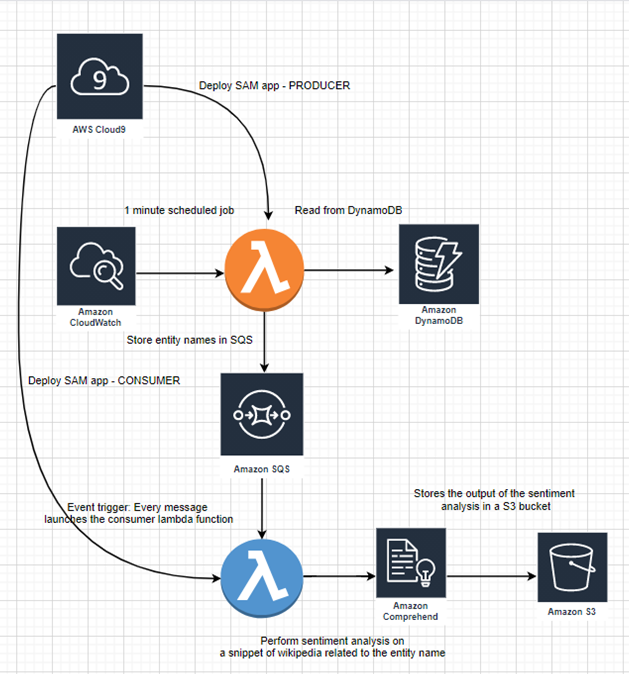 9
Deploy SAM app - PRODUCER
AWS Cloud9
1 minute scheduled job
Read from DynamoDB
Amazon
CloudWatch
Amazon
DynamoDB
Store entity names in SQS
Deploy SAM app - CONSUMER
Amazon SQS
Event trigger: Every message
launches the consumer lambda function
Stores the output of the sentiment
analysis in a S3 bucket
Amazon
Comprehend
Amazon S3
Perform sentiment analysis on
a snippet of wikipedia related to the entity name